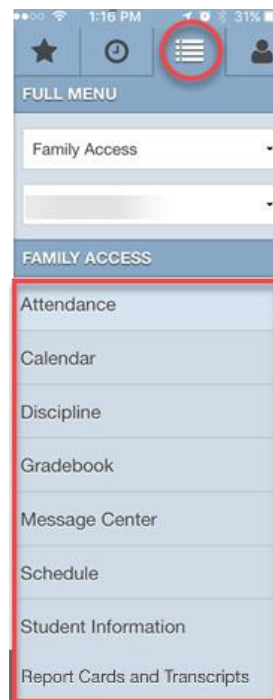 1:16 PM 31%
FULL MENU
Family Access
FAMILY ACCESS
Attendance
Calendar
Discipline
Gradebook
Message Center
Schedule
Student Information
Report Cards and Transcripts